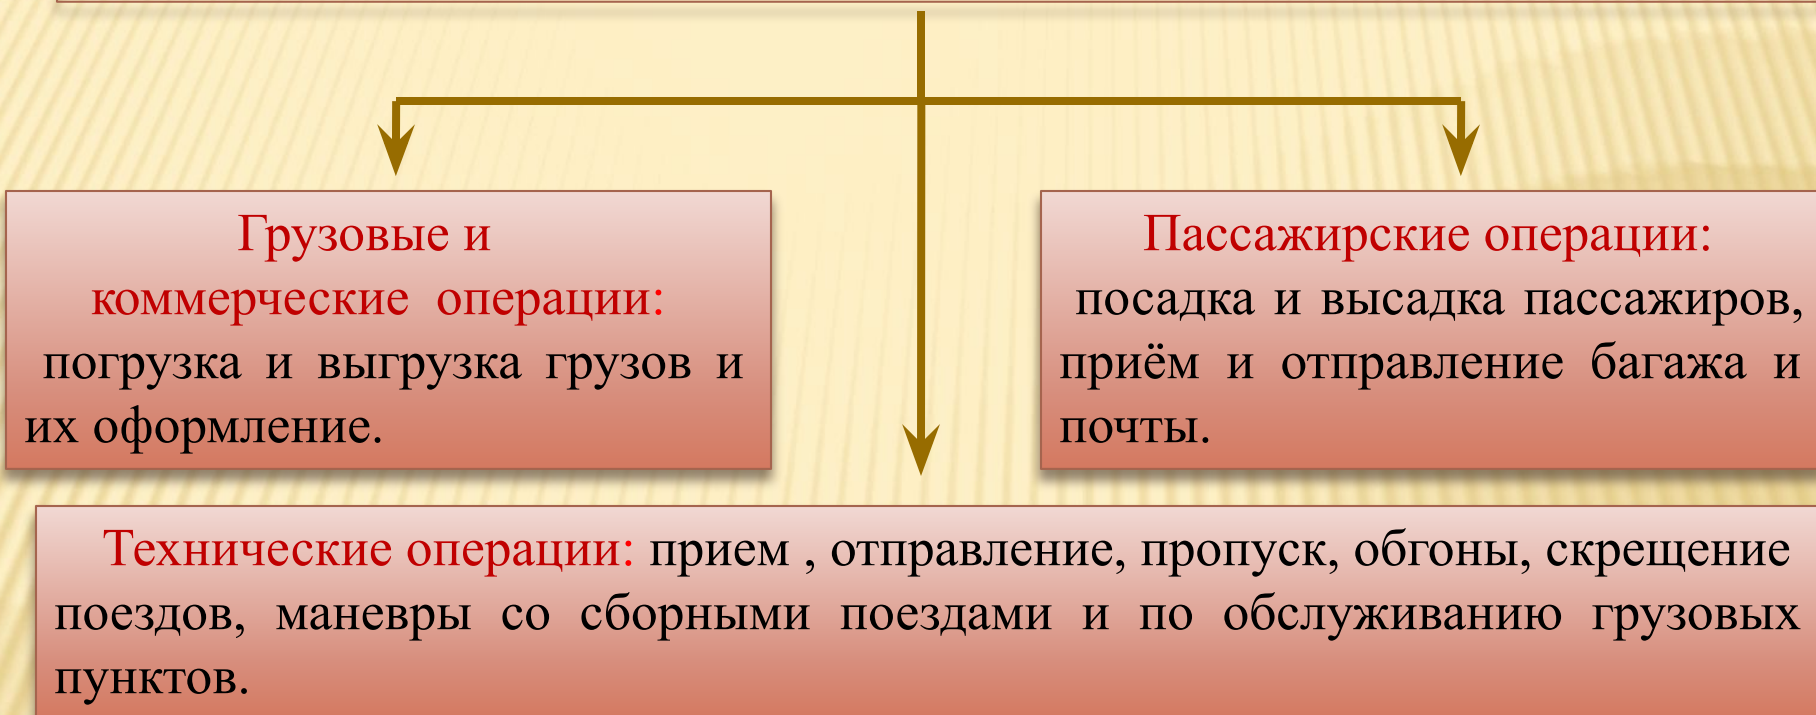 Грузовые и
коммерческие операции:
погрузка и выгрузка грузов и
их оформление.
Пассажирские операции:
посадка и высадка пассажиров,
приём и отправление багажа и
почты.
Технические операции: прием , отправление, пропуск, обгоны, скрещение
поездов, маневры со сборными поездами и по обслуживанию грузовых
пунктов.